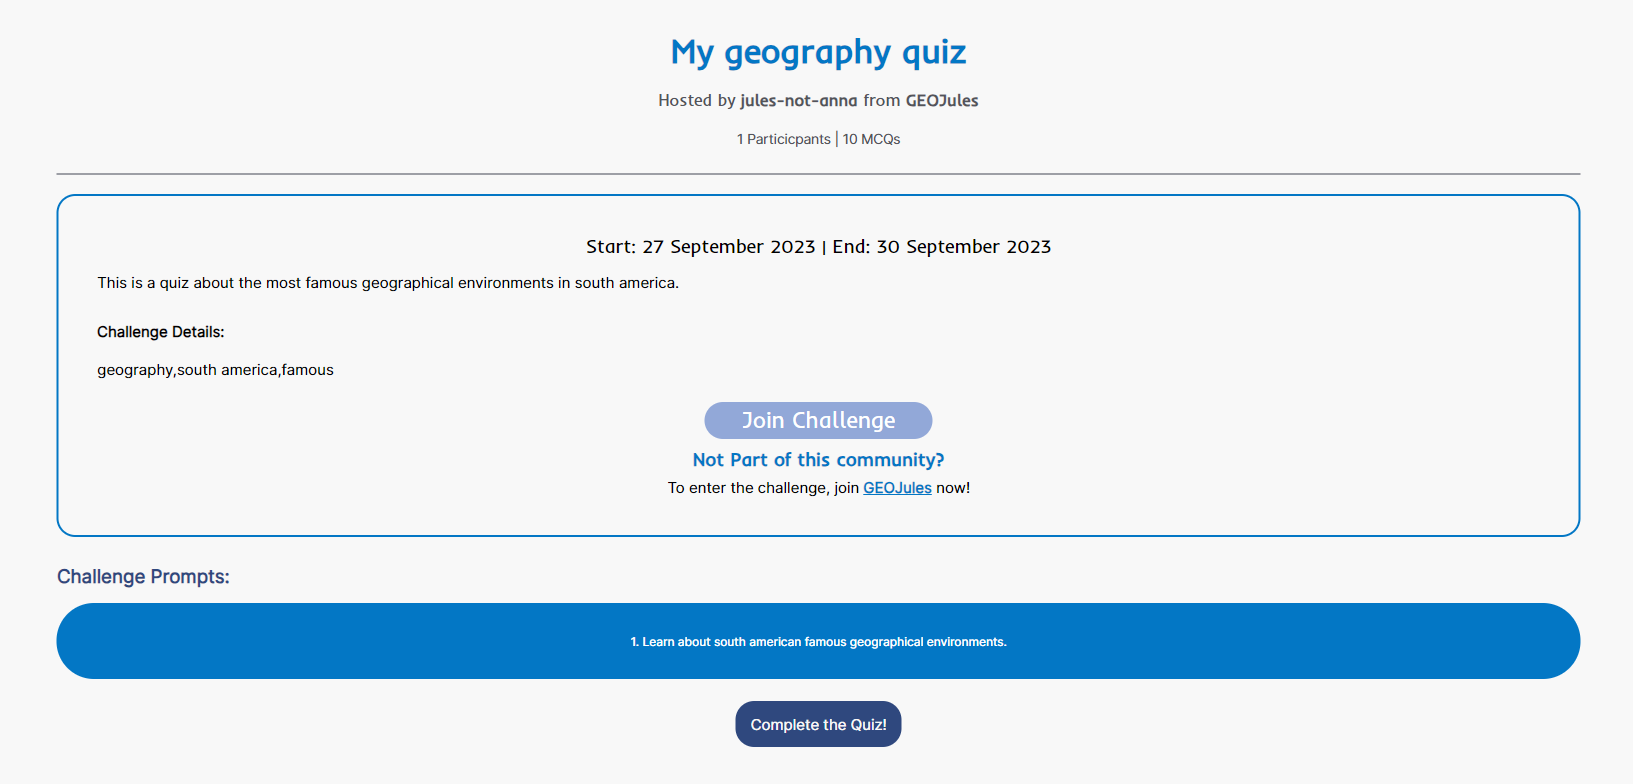 My geography quiz
Hosted by jules-not-anna from GEOJules
1 Particicpants | 10 MCQs
Start: 27 September 2023 | End: 30 September 2023
This is a quiz about the most famous geographical environments in south america.
Challenge Details:
geography,south america,famous
Join Challenge
Not Part of this community?
To enter the challenge, join GEOJules now!
Challenge Prompts:
1. Learn about south american famous geographical environments.
Complete the Quiz!